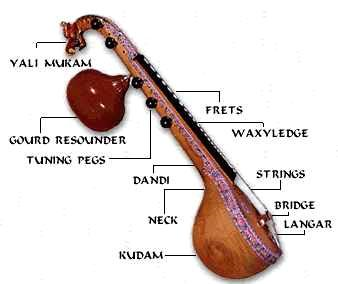 YALI MUKAM
FRETS
WAXYLEDGE
GOURD RESOUNDER
TUNING PEGS
STRINGS
DANDI
BRIDGE
NECK
LANGAR
KUDAM